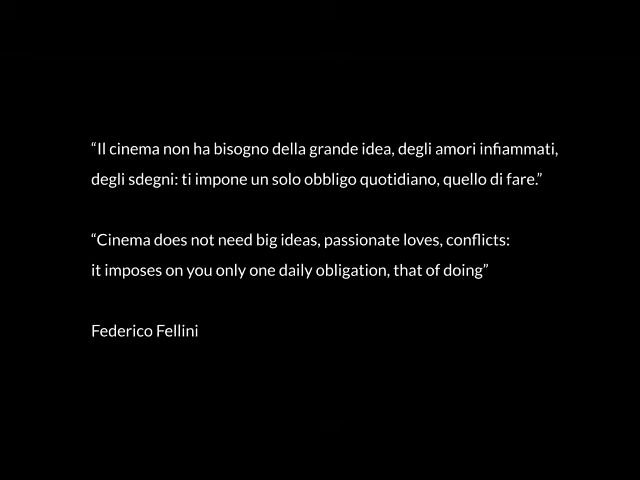 “Il cinema non ha bisogno della grande idea, degli amori infiammati,
degli sdegni: ti impone un solo obbligo quotidiano, quello di fare.”
“Cinema does not need big ideas, passionate loves, conflicts:
it imposes on you only one daily obligation, that of doing”
Federico Fellini